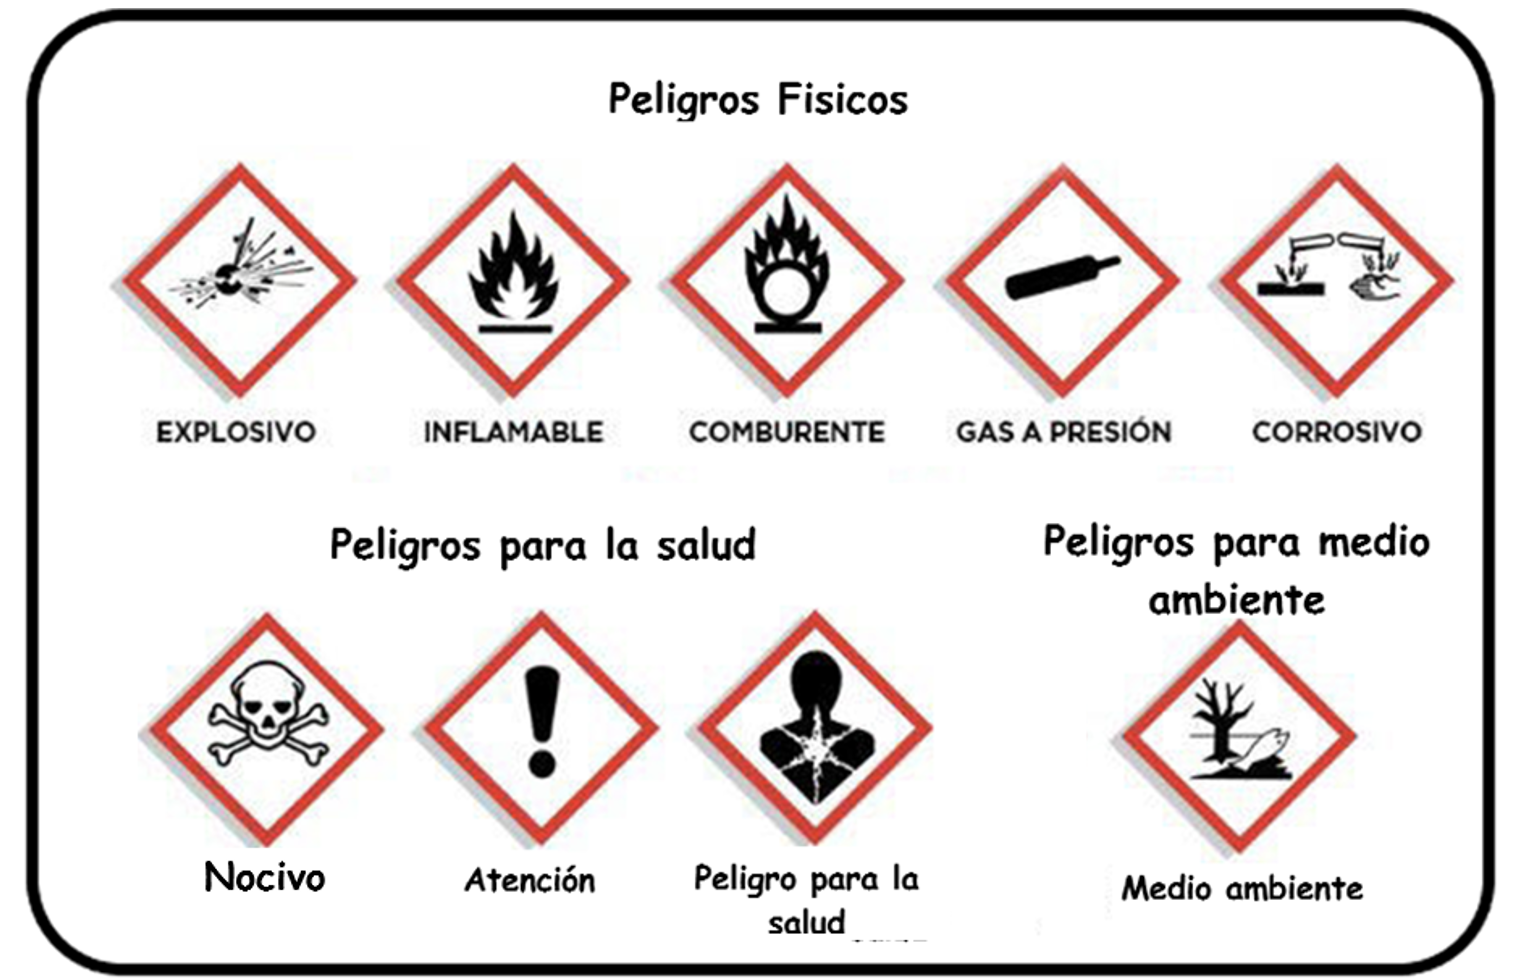 Peligros Fisicos
EXPLOSIVO
INFLAMABLE
COMBURENTE
GAS A PRESIÓN
CORROSIVO
Peligros para la salud
Peligros para medio
ambiente
Nocivo
Atención
Peligro para la
salud
Medio ambiente